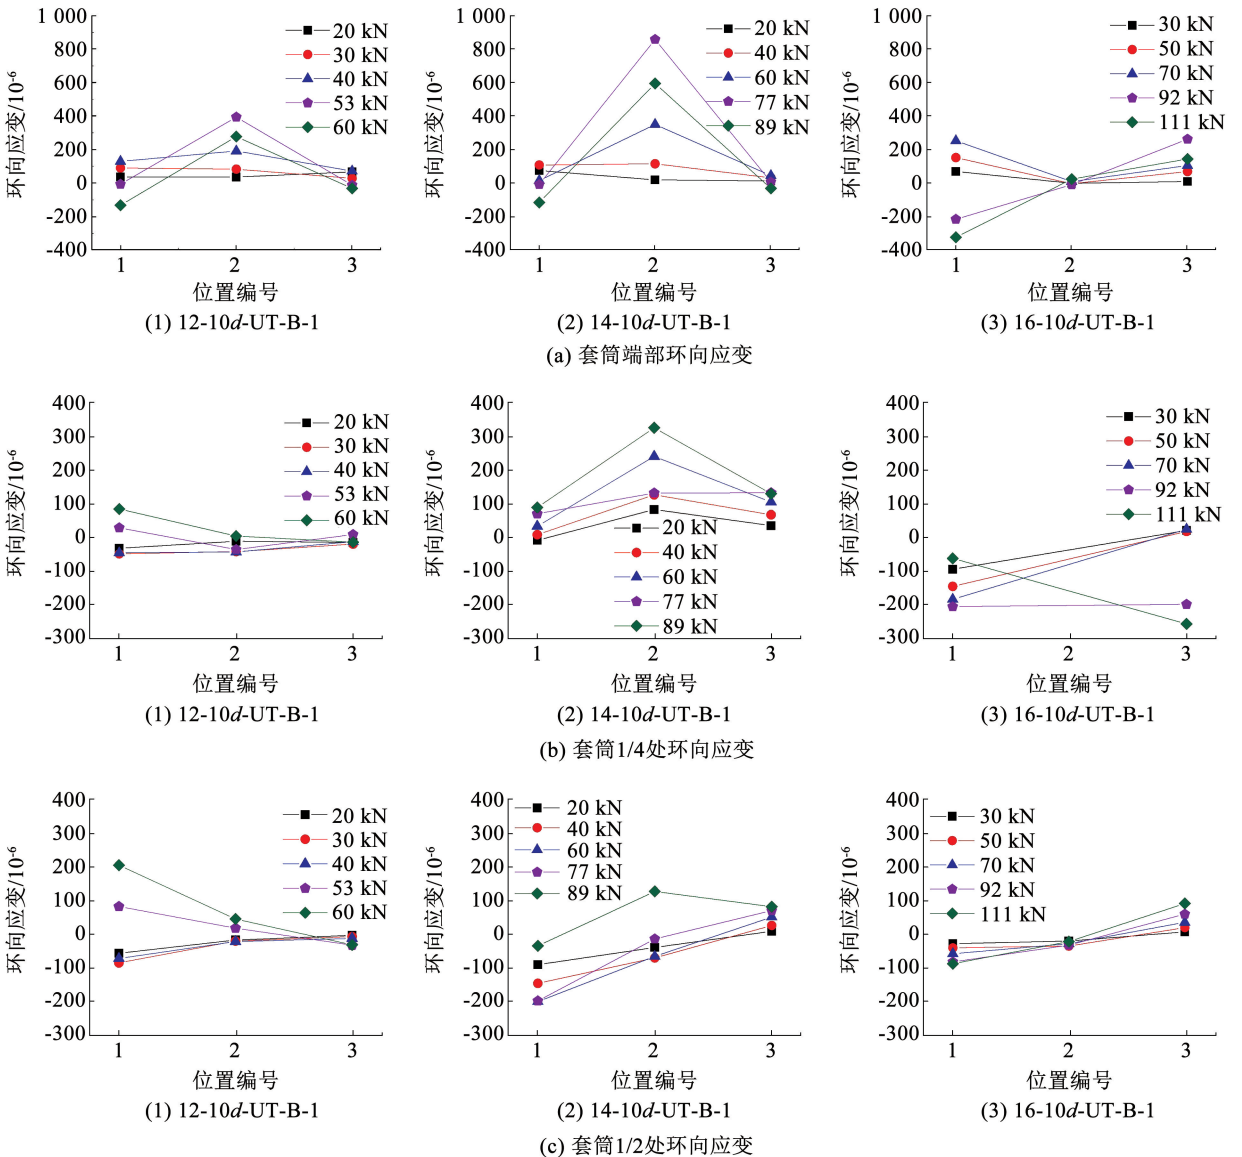 环向应变/10⁻⁶
1 000
800
600
400
200
0
-200
-400
20 kN
30 kN
40 kN
53 kN
60 kN
1 2 3
位置编号
(1) 12-10d-UT-B-1
环向应变/10⁻⁶
1 000
800
600
400
200
0
-200
-400
20 kN
40 kN
60 kN
77 kN
89 kN
1 2 3
位置编号
(2) 14-10d-UT-B-1
环向应变/10⁻⁶
1 000
800
600
400
200
0
-200
-400
30 kN
50 kN
70 kN
92 kN
111 kN
1 2 3
位置编号
(3) 16-10d-UT-B-1
(a) 套筒端部环向应变
环向应变/10⁻⁶
400
300
200
100
0
-100
-200
-300
20 kN
30 kN
40 kN
53 kN
60 kN
1 2 3
位置编号
(1) 12-10d-UT-B-1
环向应变/10⁻⁶
400
300
200
100
0
-100
-200
-300
20 kN
40 kN
60 kN
77 kN
89 kN
1 2 3
位置编号
(2) 14-10d-UT-B-1
环向应变/10⁻⁶
400
300
200
100
0
-100
-200
-300
30 kN
50 kN
70 kN
92 kN
111 kN
1 2 3
位置编号
(3) 16-10d-UT-B-1
(b) 套筒1/4处环向应变
环向应变/10⁻⁶
400
300
200
100
0
-100
-200
-300
20 kN
30 kN
40 kN
53 kN
60 kN
1 2 3
位置编号
(1) 12-10d-UT-B-1
环向应变/10⁻⁶
400
300
200
100
0
-100
-200
-300
20 kN
40 kN
60 kN
77 kN
89 kN
1 2 3
位置编号
(2) 14-10d-UT-B-1
环向应变/10⁻⁶
400
300
200
100
0
-100
-200
-300
30 kN
50 kN
70 kN
92 kN
111 kN
1 2 3
位置编号
(3) 16-10d-UT-B-1
(c) 套筒1/2处环向应变